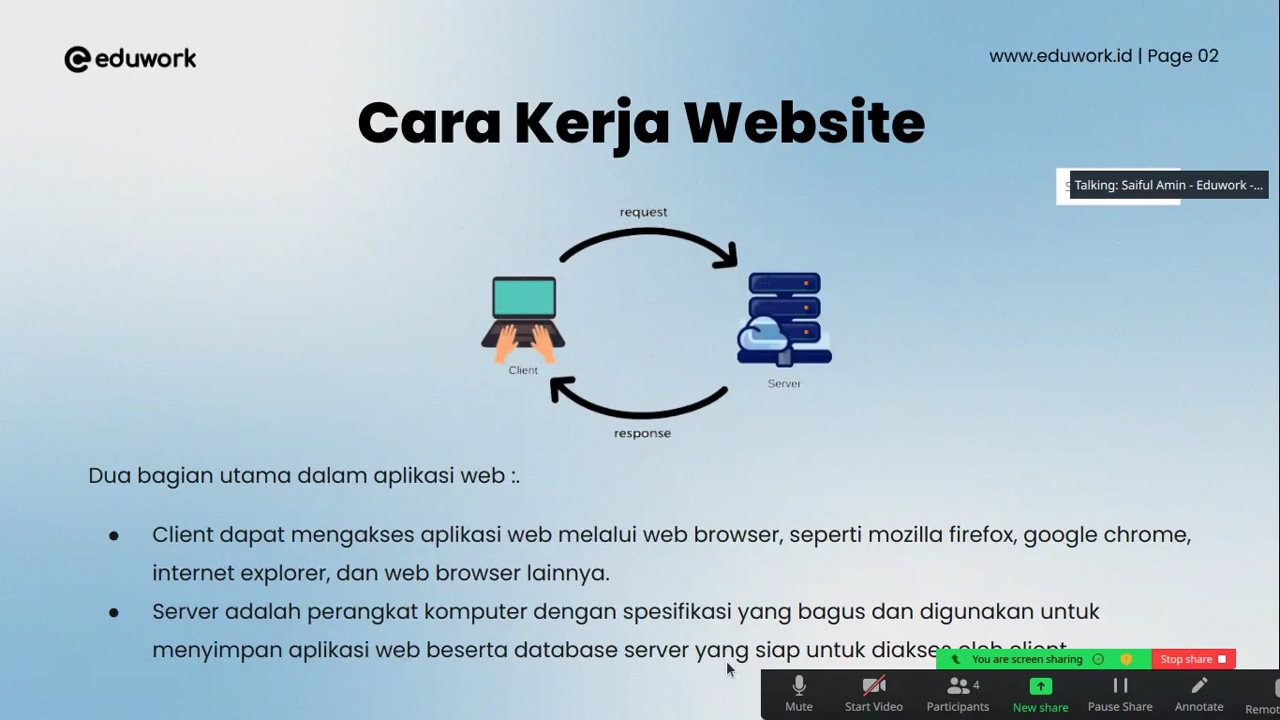 eduwork
www.eduwork.id | Page 02
Cara Kerja Website
Talking: Saiful Amin - Eduwork -...
request
Client
Server
response
Dua bagian utama dalam aplikasi web :.
● Client dapat mengakses aplikasi web melalui web browser, seperti mozilla firefox, google chrome,
internet explorer, dan web browser lainnya.
● Server adalah perangkat komputer dengan spesifikasi yang bagus dan digunakan untuk
menyimpan aplikasi web beserta database server yang siap untuk diakses oleh client
You are screen sharing
Stop share
4
Mute
Start Video
Participants
New share
Pause Share
Annotate